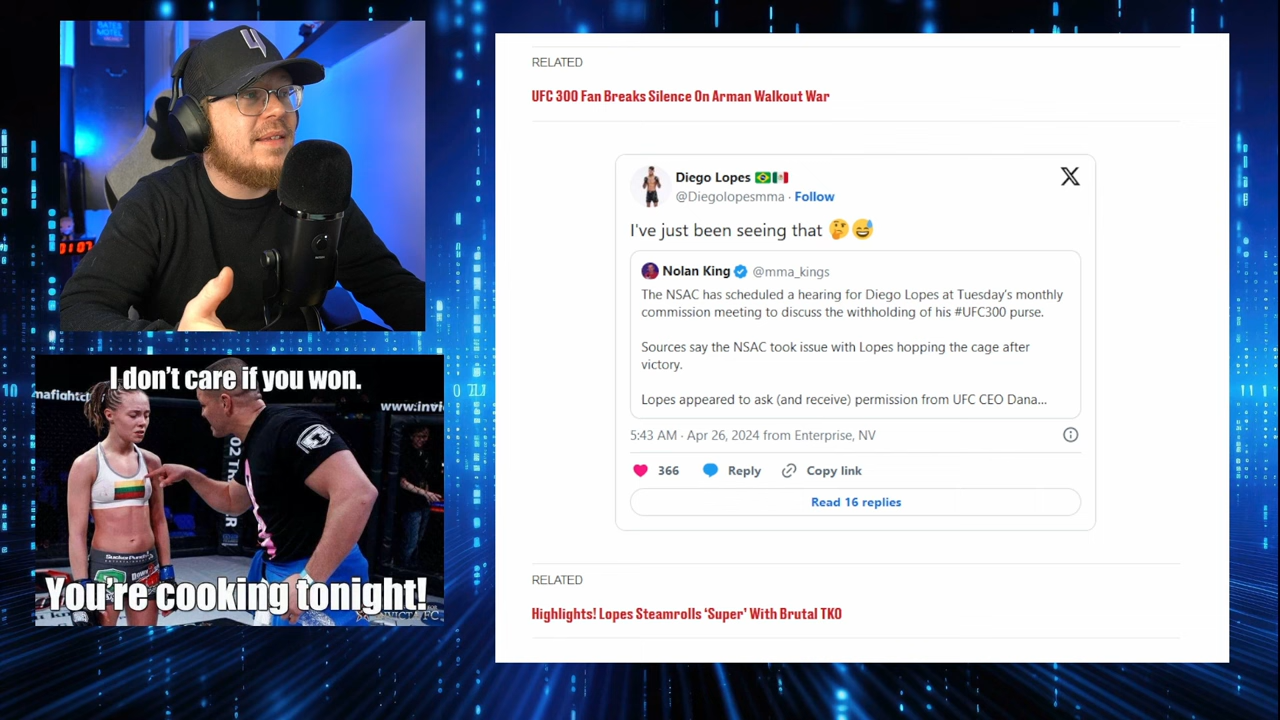 RELATED
UFC 300 Fan Breaks Silence On Arman Walkout War
Diego Lopes 🇧🇷🇲🇽
@Diegolopesmma · Follow
I've just been seeing that 🤔😅
Nolan King @mma_kings
The NSAC has scheduled a hearing for Diego Lopes at Tuesday's monthly
commission meeting to discuss the withholding of his #UFC300 purse.
Sources say the NSAC took issue with Lopes hopping the cage after
victory.
Lopes appeared to ask (and receive) permission from UFC CEO Dana...
5:43 AM · Apr 26, 2024 from Enterprise, NV
366 Reply Copy link
Read 16 replies
RELATED
Highlights! Lopes Steamrolls ‘Super’ With Brutal TKO
BATES
MOTEL
I don't care if you won.
mafightc
www.invic
You're cooking tonight!